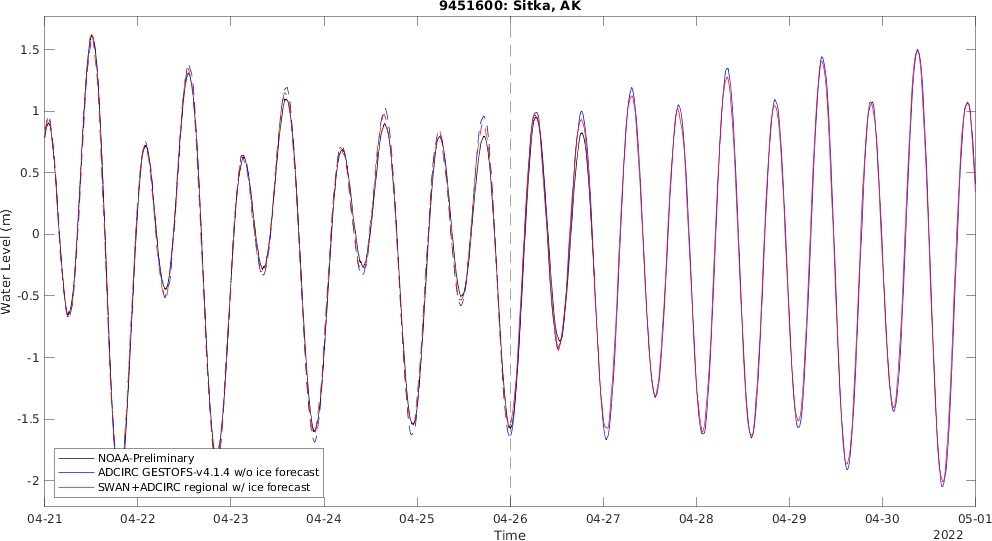 9451600: Sitka, AK
Water Level (m)
1.5
1
0.5
0
-0.5
-1
-1.5
-2
NOAA-Preliminary
ADCIRC GESTOFS-v4.1.4 w/o ice forecast
SWAN+ADCIRC regional w/ ice forecast
04-21 04-22 04-23 04-24 04-25 04-26 04-27 04-28 04-29 04-30 05-01
Time
2022